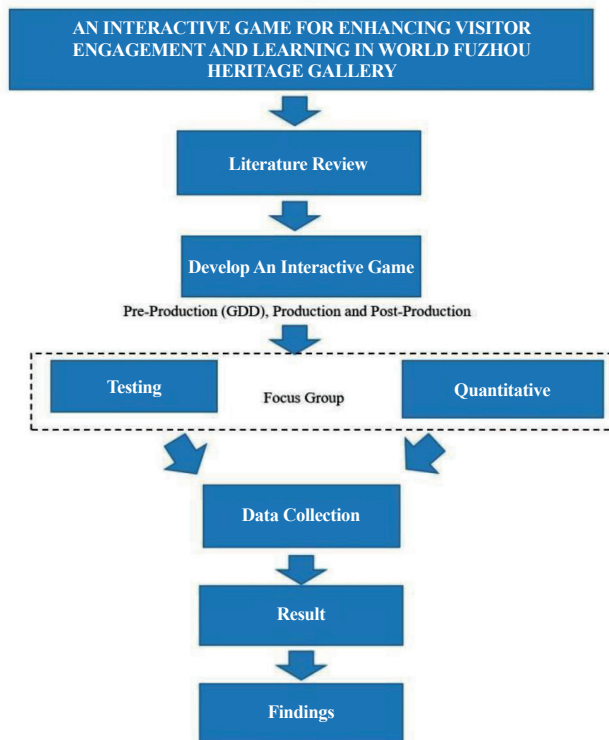 AN INTERACTIVE GAME FOR ENHANCING VISITOR
ENGAGEMENT AND LEARNING IN WORLD FUZHOU
HERITAGE GALLERY
Literature Review
Develop An Interactive Game
Pre-Production (GDD), Production and Post-Production
Testing
Focus Group
Quantitative
Data Collection
Result
Findings